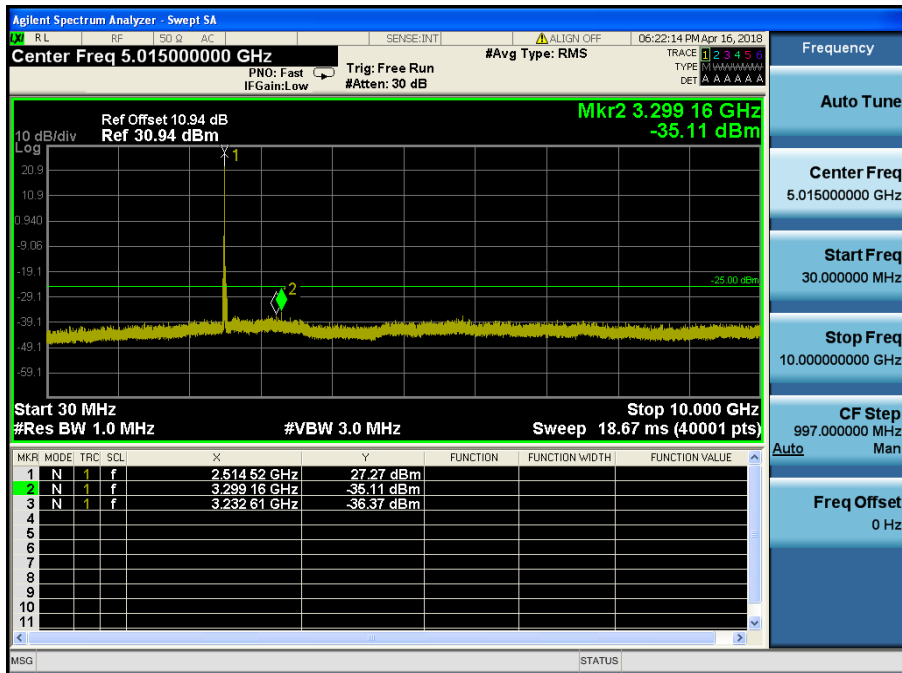 Agilent Spectrum Analyzer - Swept SA
LXI RL RF 50 Ω AC SENSE:INT ALIGN OFF 06:22:14 PM Apr 16, 2018
Center Freq 5.015000000 GHz #Avg Type: RMS TRACE 1 2 3 4 5 6
PNO: Fast Trig: Free Run TYPE M WWWWW
IFGain:Low #Atten: 30 dB DET A A A A A A
Frequency
Mkr2 3.299 16 GHz
-35.11 dBm
Ref Offset 10.94 dB
10 dB/div Ref 30.94 dBm
Log
1
20.9
10.9
0.940
-9.06
-19.1
-25.00 dBm
2
-29.1
-39.1
-49.1
-59.1
Start 30 MHz Stop 10.000 GHz
#Res BW 1.0 MHz #VBW 3.0 MHz Sweep 18.67 ms (40001 pts)
MKR MODE TRC SCL X Y FUNCTION FUNCTION WIDTH FUNCTION VALUE
1 N 1 f 2.514 52 GHz 27.27 dBm
2 N 1 f 3.299 16 GHz -35.11 dBm
3 N 1 f 3.232 61 GHz -36.37 dBm
4
5
6
7
8
9
10
11
MSG STATUS
Auto Tune
Center Freq
5.015000000 GHz
Start Freq
30.000000 MHz
Stop Freq
10.000000000 GHz
CF Step
997.000000 MHz
Auto Man
Freq Offset
0 Hz